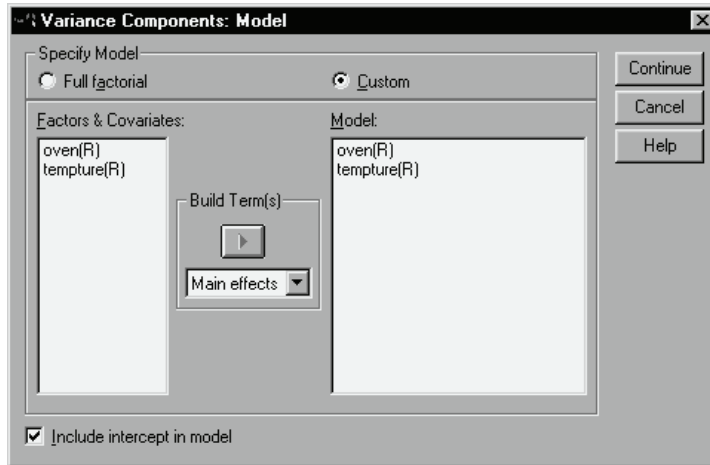 Variance Components: Model
Specify Model
Full factorial
Custom
Continue
Cancel
Help
Factors & Covariates:
Model:
oven(R)
tempture(R)
oven(R)
tempture(R)
Build Term(s)
Main effects
Include intercept in model